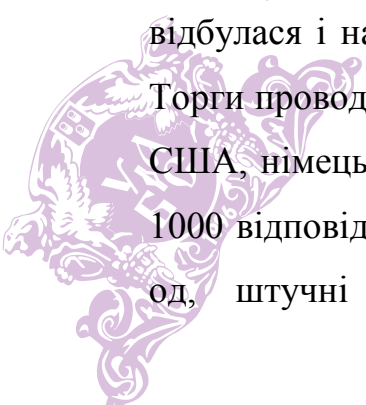 відбулася і на
Торги провод
США, німець
1000 відповід
од, штучні